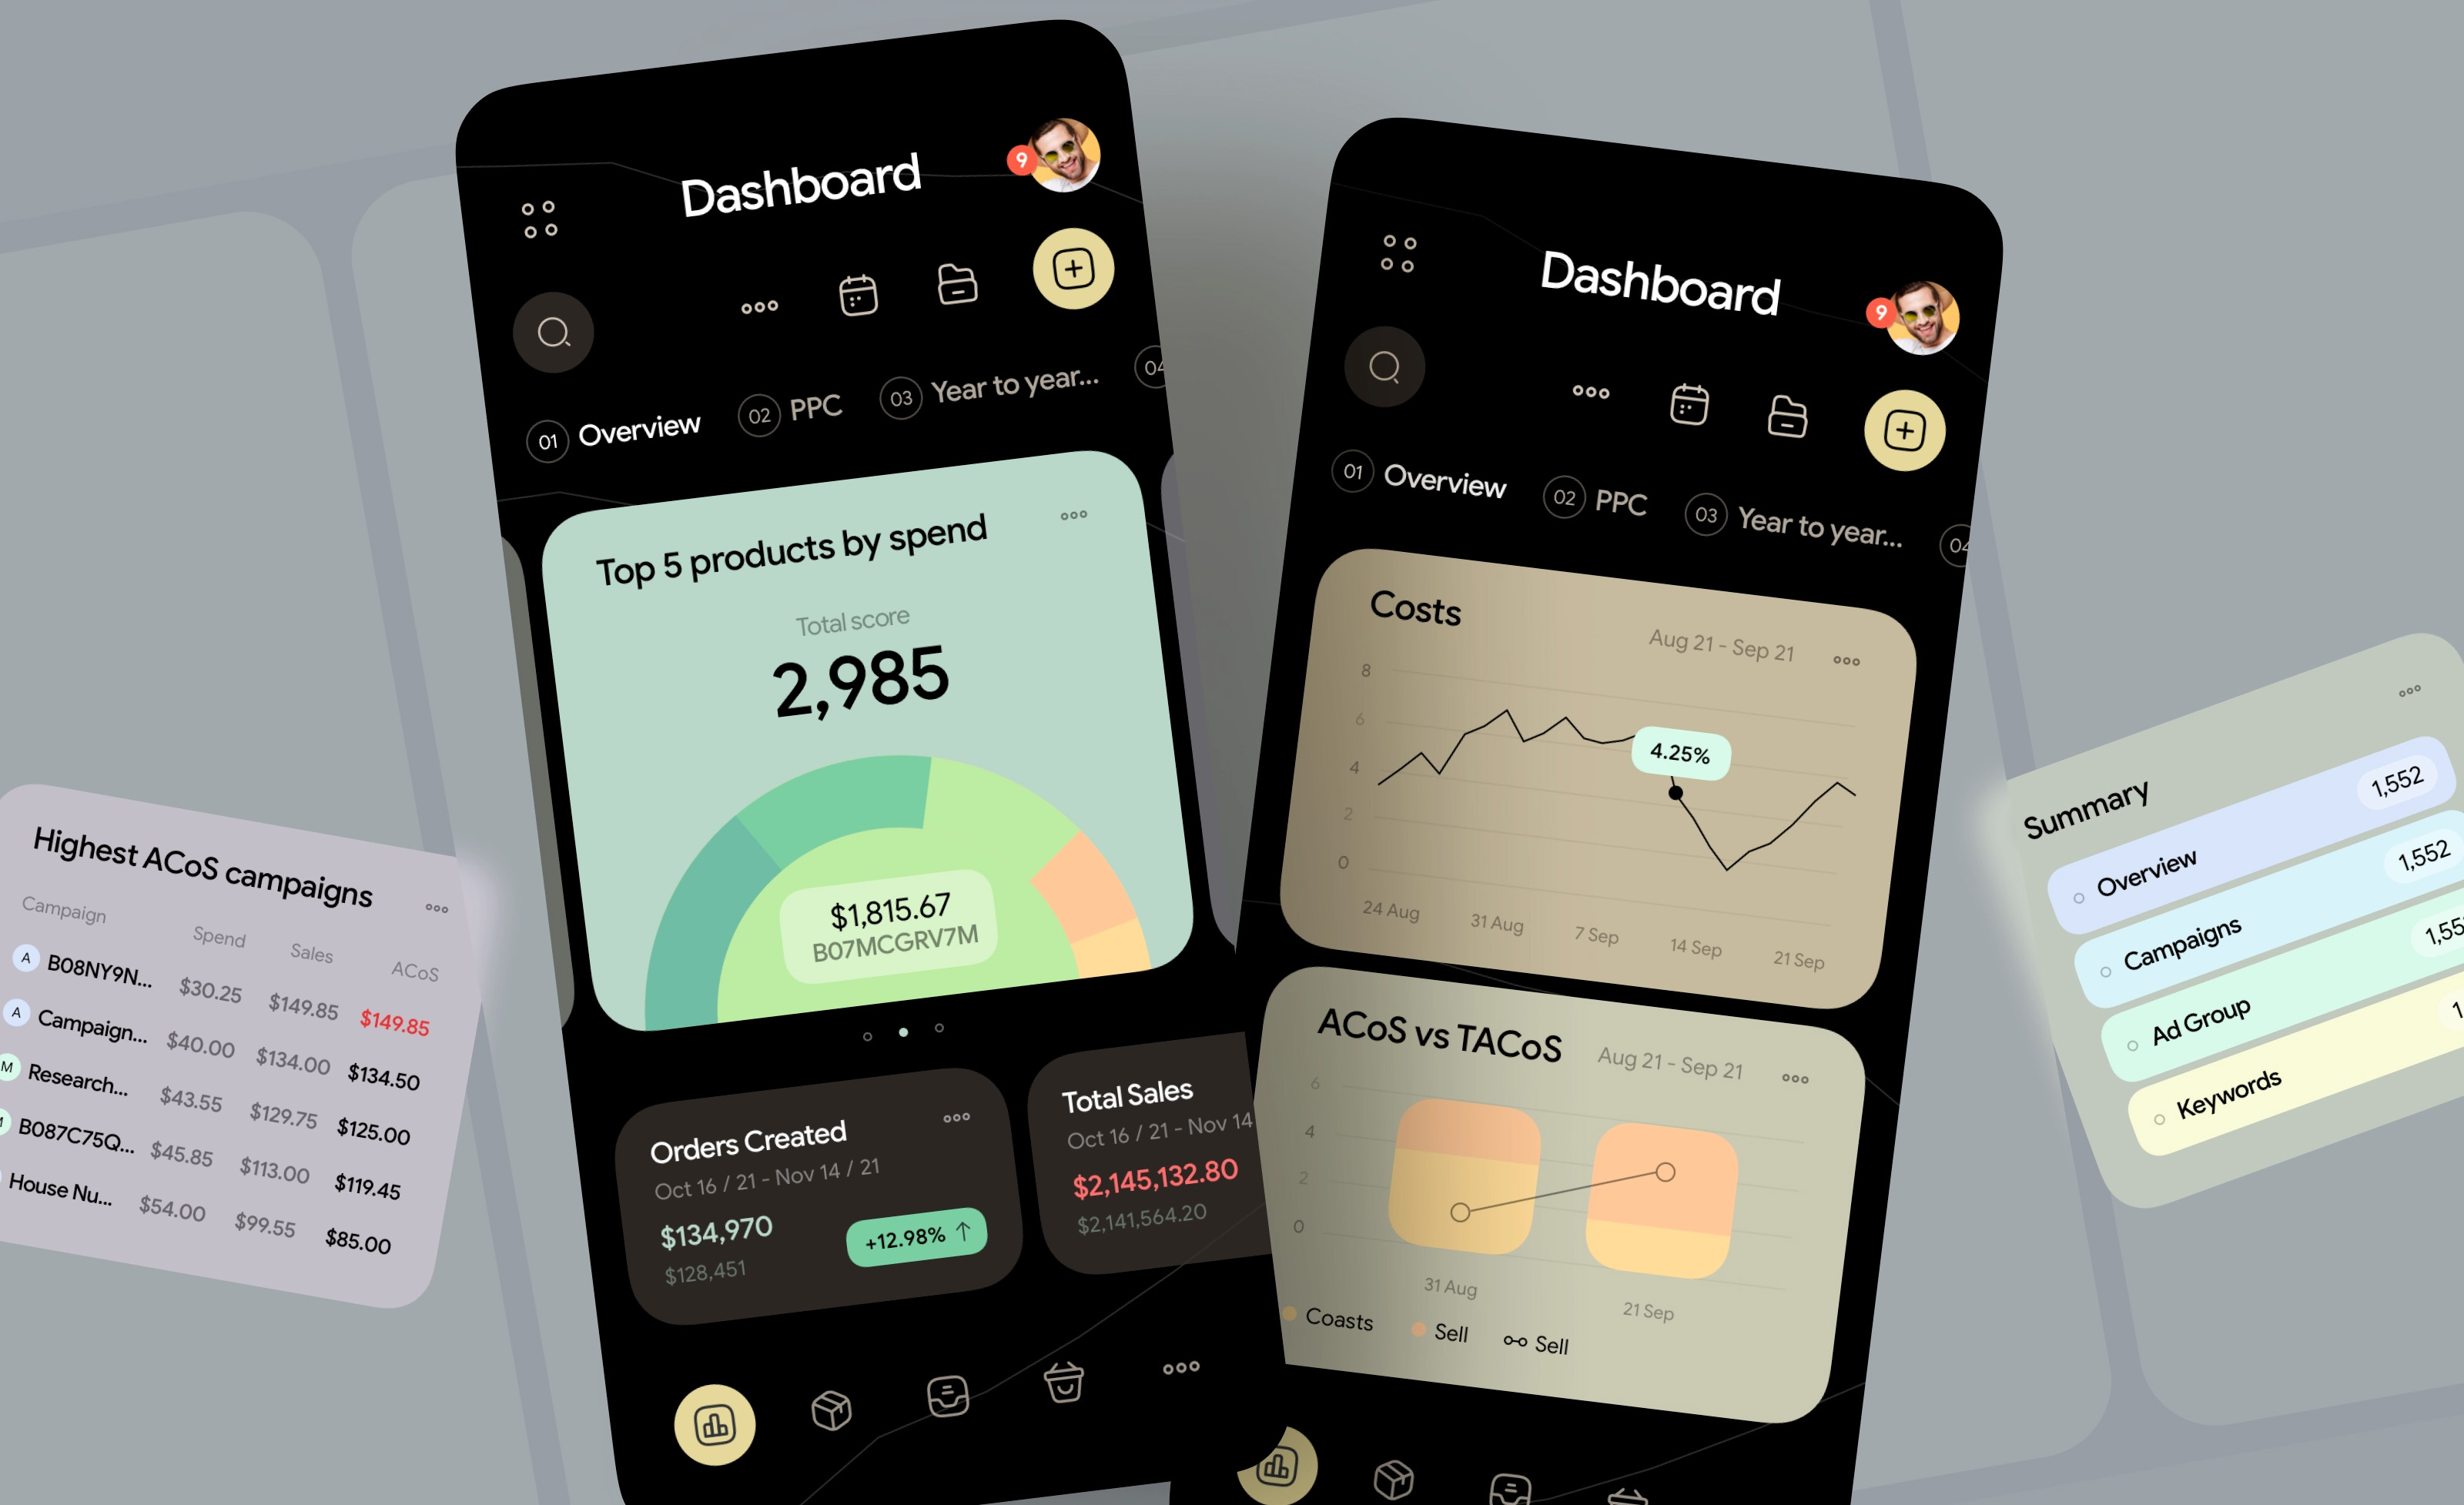 Dashboard
9
01 Overview 02 PPC 03 Year to year... 04
Top 5 products by spend
Total score
2,985
$1,815.67
B07MCGRV7M
Orders Created
Oct 16 / 21 - Nov 14 / 21
$134,970
+12.98%
$128,451
Total Sales
Oct 16 / 21 - Nov 14
$2,145,132.80
$2,141,564.20
Dashboard
9
01 Overview 02 PPC 03 Year to year... 04
Costs
Aug 21 - Sep 21
8
6
4
2
0
4.25%
24 Aug 31 Aug 7 Sep 14 Sep 21 Sep
ACoS vs TACoS
Aug 21 - Sep 21
6
4
2
0
31 Aug 21 Sep
Coasts Sell Sell
Highest ACoS campaigns
Campaign Spend Sales ACoS
A B08NY9N... $30.25 $149.85 $149.85
A Campaign... $40.00 $134.00 $134.50
M Research... $43.55 $129.75 $125.00
B087C75Q... $45.85 $113.00 $119.45
House Nu... $54.00 $99.55 $85.00
Summary
Overview 1,552
Campaigns 1,552
Ad Group 1,55
Keywords 1